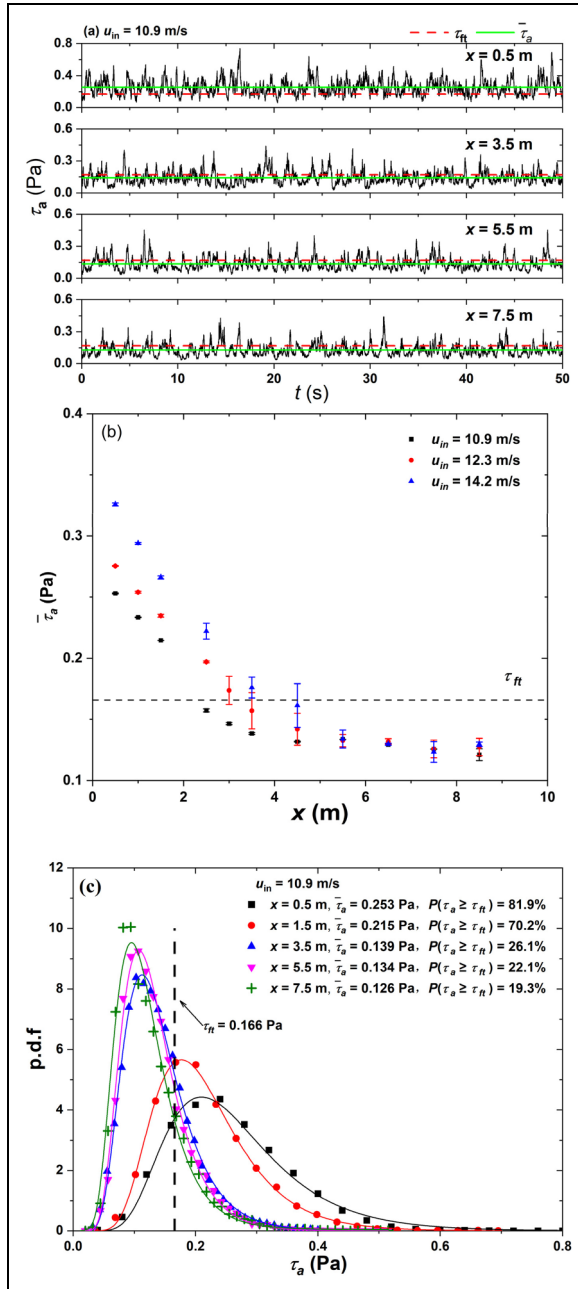 (a) u_in = 10.9 m/s
τ_ft
τ̄_a
0.8
0.4
0.0
x = 0.5 m
0.6
0.3
0.0
x = 3.5 m
0.6
0.3
0.0
x = 5.5 m
0.6
0.3
0.0
x = 7.5 m
τ_a (Pa)
0 10 20 30 40 50
t (s)
(b)
u_in = 10.9 m/s
u_in = 12.3 m/s
u_in = 14.2 m/s
0.4
0.3
0.2
0.1
τ̄_a (Pa)
τ_ft
0 2 4 6 8 10
x (m)
(c)
u_in = 10.9 m/s
x = 0.5 m, τ̄_a = 0.253 Pa, P(τ_a ≥ τ_ft) = 81.9%
x = 1.5 m, τ̄_a = 0.215 Pa, P(τ_a ≥ τ_ft) = 70.2%
x = 3.5 m, τ̄_a = 0.139 Pa, P(τ_a ≥ τ_ft) = 26.1%
x = 5.5 m, τ̄_a = 0.134 Pa, P(τ_a ≥ τ_ft) = 22.1%
x = 7.5 m, τ̄_a = 0.126 Pa, P(τ_a ≥ τ_ft) = 19.3%
τ_ft = 0.166 Pa
12
10
8
6
4
2
0
p.d.f
0.0 0.2 0.4 0.6 0.8
τ_a (Pa)